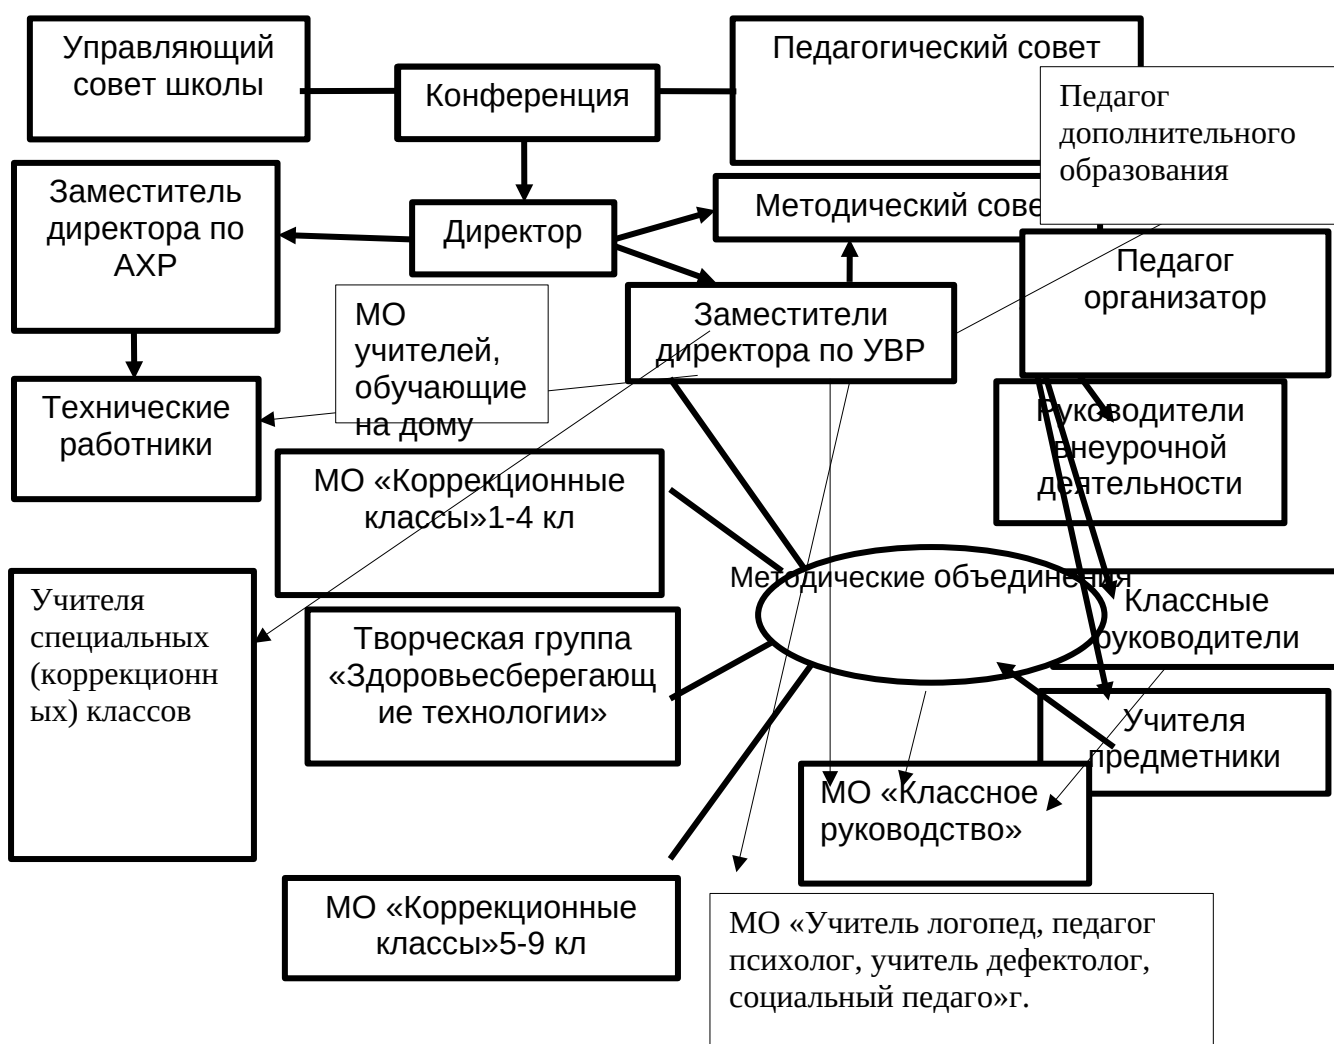 Управляющий
совет школы
Конференция
Педагогический совет
Педагог
дополнительного
образования
Заместитель
директора по
АХР
Директор
Методический сове
Педагог
организатор
МО
учителей,
обучающие
на дому
Заместители
директора по УВР
Технические
работники
Руководители
внеурочной
деятельности
МО «Коррекционные
классы»1-4 кл
Методические объединения
Классные
руководители
Учителя
специальных
(коррекционн
ых) классов
Творческая группа
«Здоровьесберегающ
ие технологии»
Учителя
предметники
МО «Классное
руководство»
МО «Коррекционные
классы»5-9 кл
МО «Учитель логопед, педагог
психолог, учитель дефектолог,
социальный педаго»г.